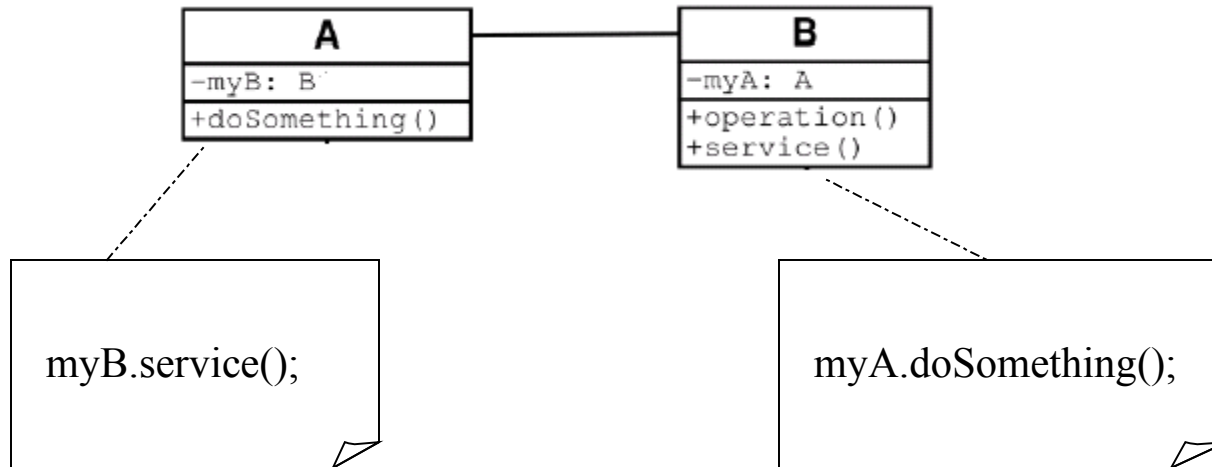 A
-myB: B
+doSomething()
B
-myA: A
+operation()
+service()
myB.service();
myA.doSomething();